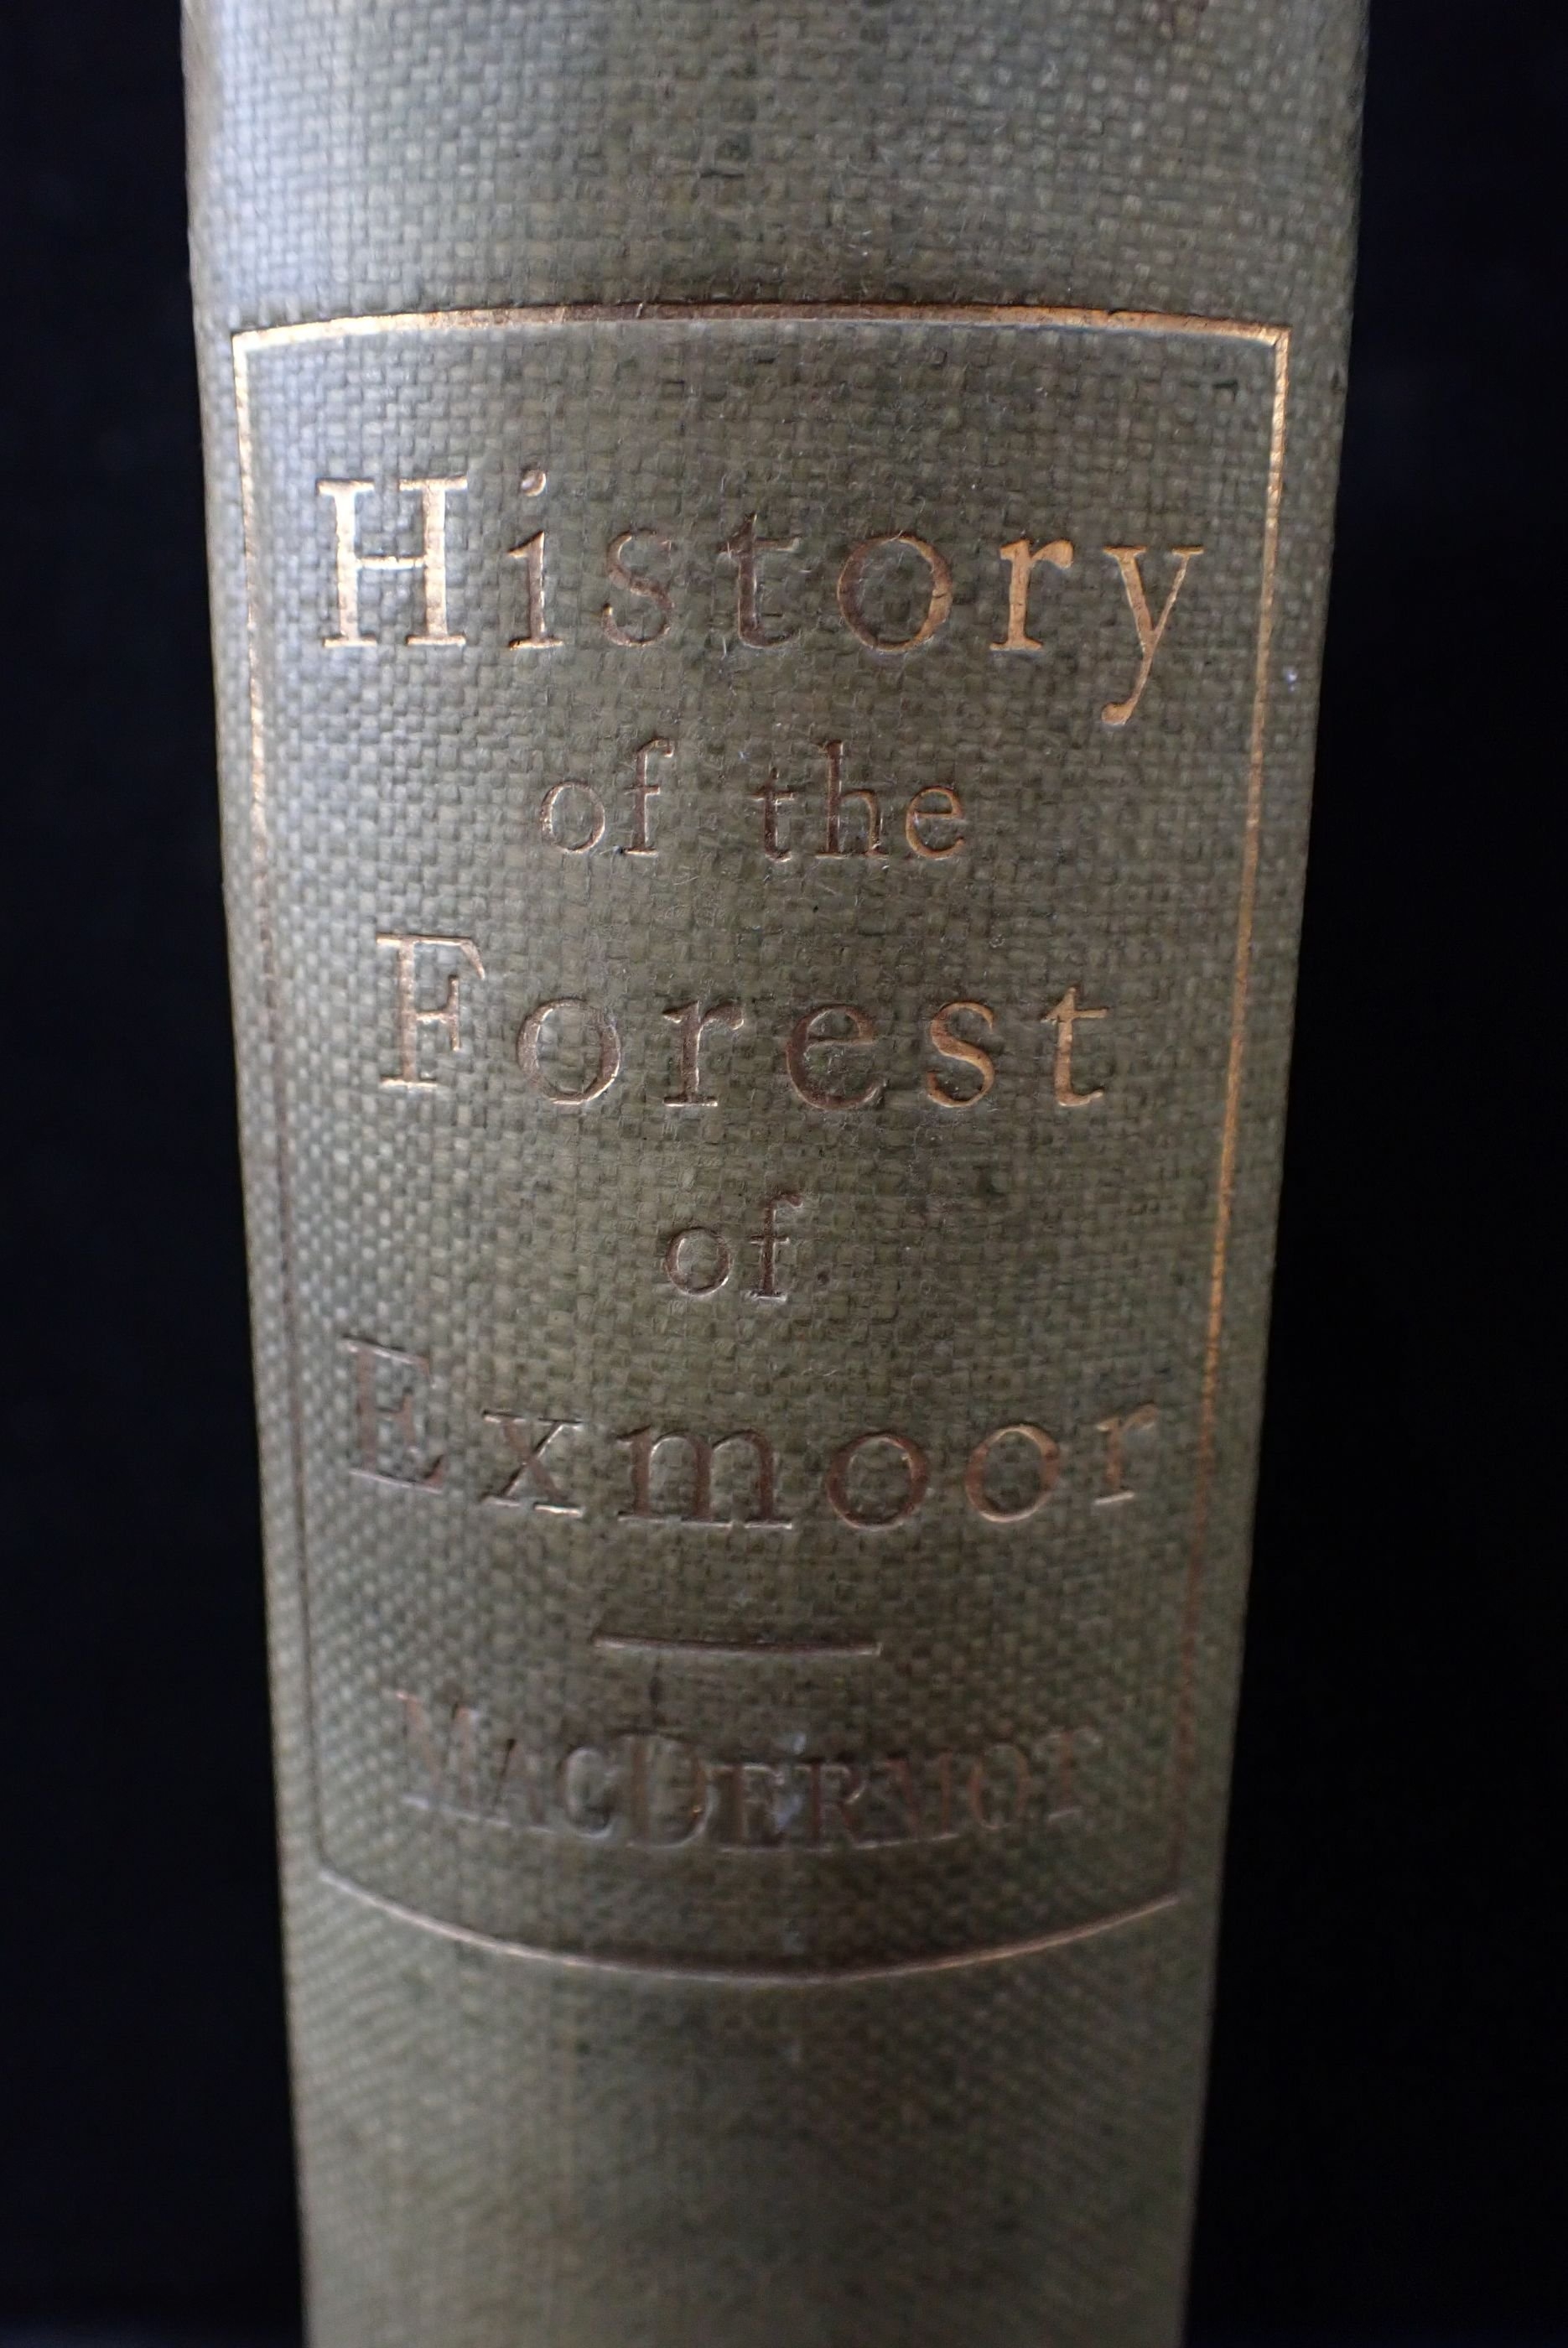 History
of the
Forest
of
Exmoor
MACDERMOT